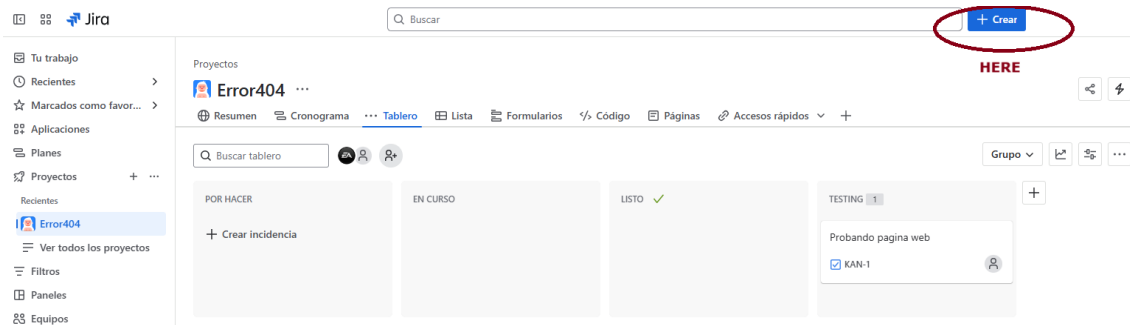 Jira
Buscar
+ Crear
HERE
Tu trabajo
Recientes
Marcados como favor...
Aplicaciones
Planes
Proyectos
Recientes
Error404
Ver todos los proyectos
Filtros
Paneles
Equipos
Proyectos
Error404
Resumen
Cronograma
Tablero
Lista
Formularios
Código
Páginas
Accesos rápidos
Buscar tablero
EA
Grupo
POR HACER
+ Crear incidencia
EN CURSO
LISTO
TESTING 1
Probando pagina web
KAN-1